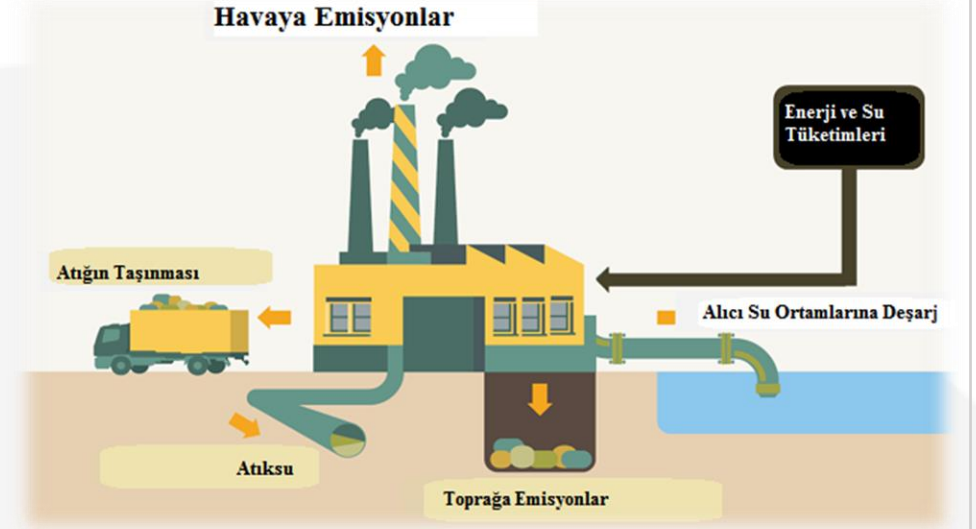 Havaya Emisyonlar
Enerji ve Su
Tüketimleri
Atığın Taşınması
Alıcı Su Ortamlarına Deşarj
Atıksu
Toprağa Emisyonlar